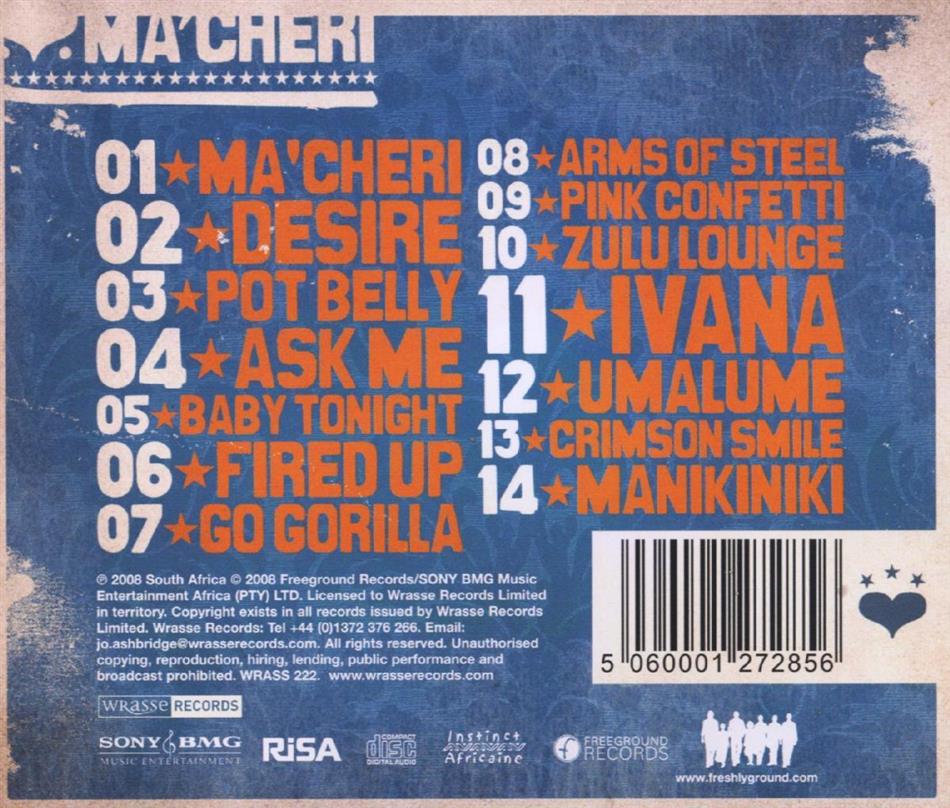 MA'CHERI
01★MA'CHERI
02★DESIRE
03★POT BELLY
04★ASK ME
05★BABY TONIGHT
06★FIRED UP
07★GO GORILLA
08★ARMS OF STEEL
09★PINK CONFETTI
10★ZULU LOUNGE
11★IVANA
12★UMALUME
13★CRIMSON SMILE
14★MANIKINIKI
℗ 2008 South Africa © 2008 Freeground Records/SONY BMG Music
Entertainment Africa (PTY) LTD. Licensed to Wrasse Records Limited
in territory. Copyright exists in all records issued by Wrasse Records
Limited. Wrasse Records: Tel +44 (0)1372 376 266. Email:
jo.ashbridge@wrasserecords.com. All rights reserved. Unauthorised
copying, reproduction, hiring, lending, public performance and
broadcast prohibited. WRASS 222. www.wrasserecords.com
5 060001 272856
wrasse RECORDS
SONY BMG
MUSIC ENTERTAINMENT
RiSA
COMPACT
disc
DIGITAL AUDIO
Instinct
Africaine
FREEGROUND
RECORDS
www.freshlyground.com